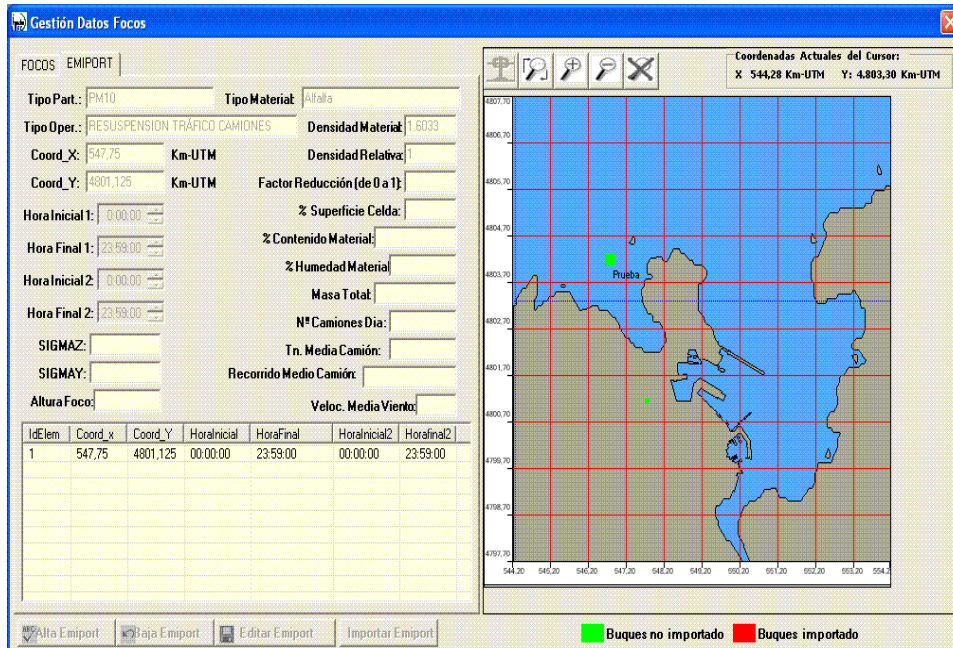 Gestión Datos Focos
FOCOS EMIPORT
Coordenadas Actuales del Cursor:
X 544,28 Km-UTM Y: 4.803,30 Km-UTM
Tipo Part.: PM10 Tipo Material: Alfalfa
Tipo Oper.: RESUSPENSION TRÁFICO CAMIONES Densidad Material: 1,6033
Coord_X: 547,75 Km-UTM Densidad Relativa: 1
Coord_Y: 4801,125 Km-UTM Factor Reducción (de 0 a 1):
Hora Inicial 1: 0:00:00 % Superficie Celda:
Hora Final 1: 23:59:00 % Contenido Material:
Hora Inicial 2: 0:00:00 % Humedad Material
Hora Final 2: 23:59:00 Masa Total:
Nª Camiones Dia:
SIGMAZ: Tn. Media Camión:
SIGMAY: Recorrido Medio Camión:
Altura Foco: Veloc. Media Viento:
IdElem Coord_x Coord_Y HoraInicial HoraFinal HoraInicial2 Horafinal2
1 547,75 4801,125 00:00:00 23:59:00 00:00:00 23:59:00
4807,70
4806,70
4805,70
4804,70
4803,70
4802,70
4801,70
4800,70
4799,70
4798,70
4797,70
Prueba
544,20 545,20 546,20 547,20 548,20 549,20 550,20 551,20 552,20 553,20 554,2
Alta Emiport Baja Emiport Editar Emiport Importar Emiport
Buques no importado Buques importado